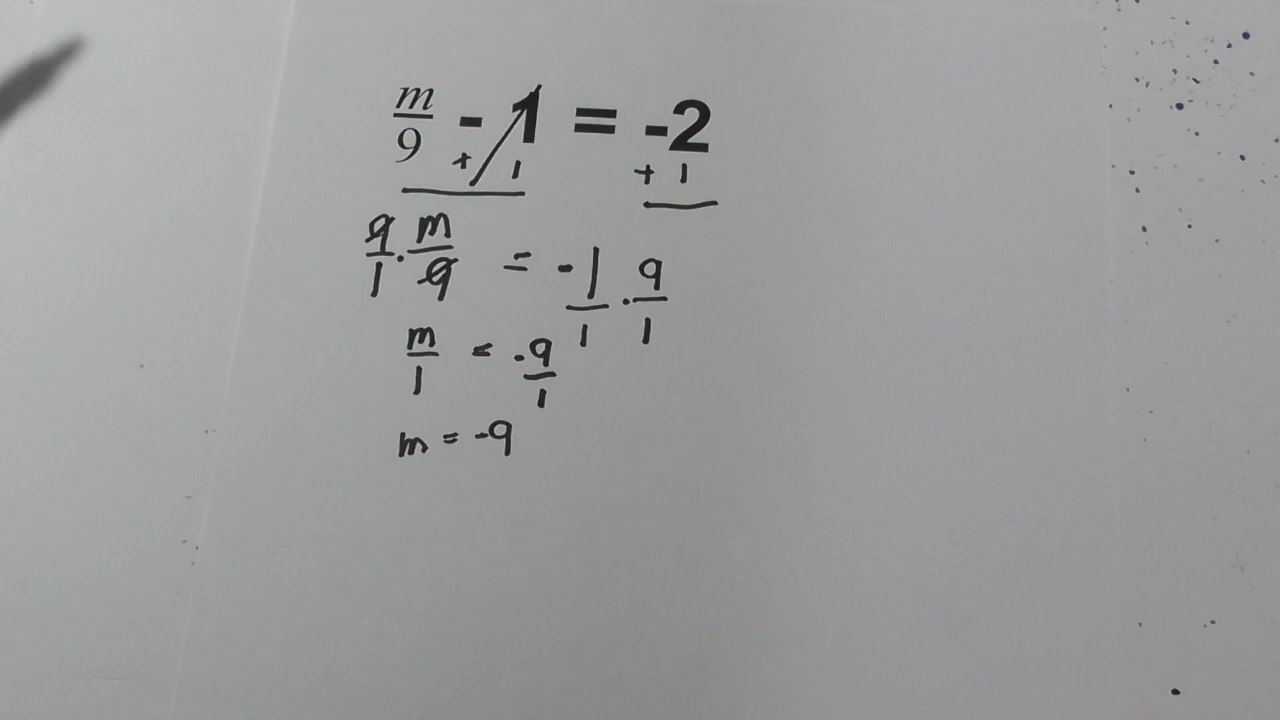 m/9 - 1 = -2
+ 1 + 1
9/1 · m/9 = -1/1 · 9/1
m/1 = -9/1
m = -9